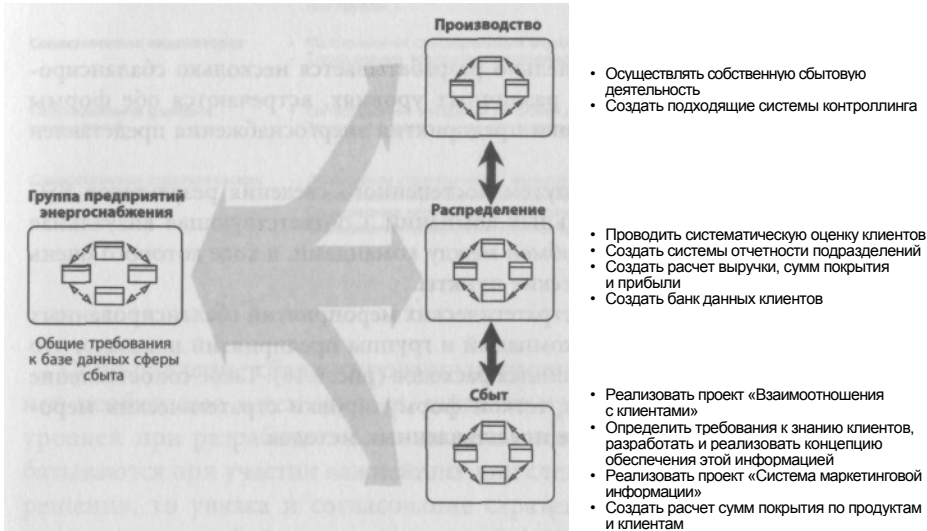 Производство
• Осуществлять собственную сбытовую
деятельность
• Создать подходящие системы контроллинга
Группа предприятий
энергоснабжения
Общие требования
к базе данных сферы
сбыта
Распределение
• Проводить систематическую оценку клиентов
• Создать системы отчетности подразделений
• Создать расчет выручки, сумм покрытия
и прибыли
• Создать банк данных клиентов
Сбыт
• Реализовать проект «Взаимоотношения
с клиентами»
• Определить требования к знанию клиентов,
разработать и реализовать концепцию
обеспечения этой информацией
• Реализовать проект «Система маркетинговой
информации»
• Создать расчет сумм покрытия по продуктам
и клиентам